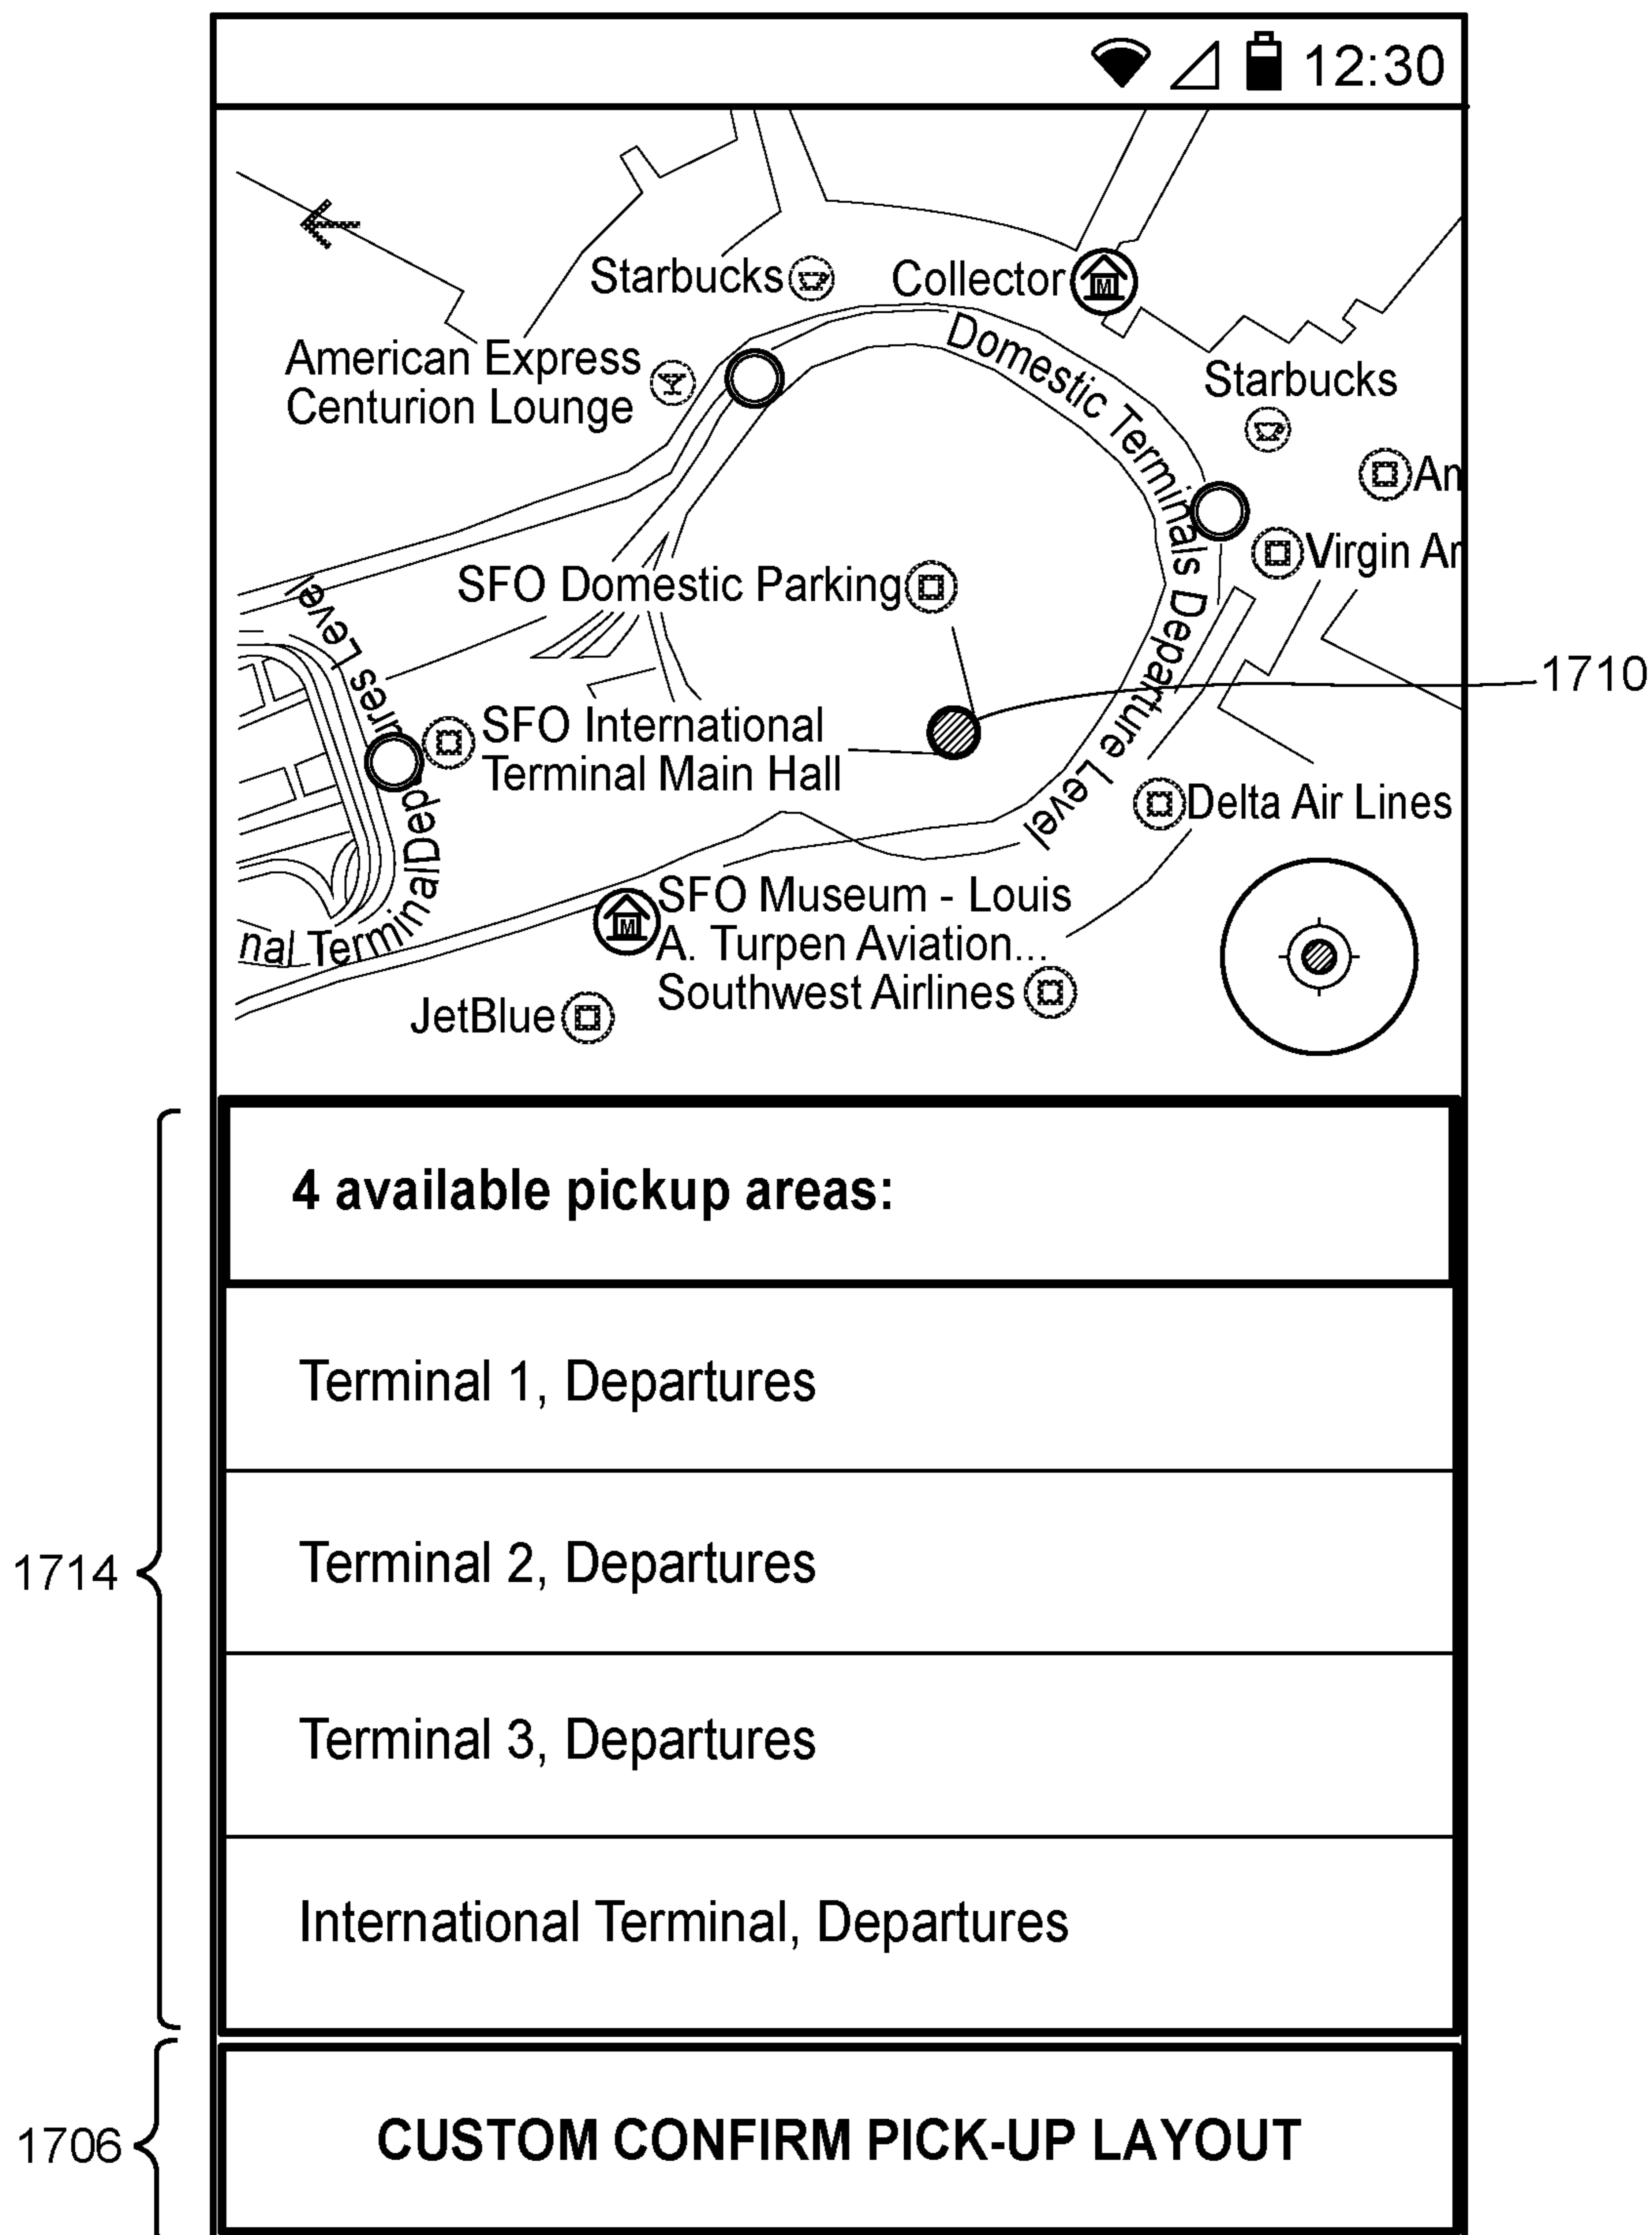 12:30
Starbucks
Collector
American Express
Centurion Lounge
Domestic Terminals Departure Level
Starbucks
An
Virgin Ar
SFO Domestic Parking
1710
ures Level
SFO International
Terminal Main Hall
nal Terminal Dep
Delta Air Lines
SFO Museum - Louis
A. Turpen Aviation...
Southwest Airlines
JetBlue
4 available pickup areas:
Terminal 1, Departures
Terminal 2, Departures
1714
Terminal 3, Departures
International Terminal, Departures
1706
CUSTOM CONFIRM PICK-UP LAYOUT